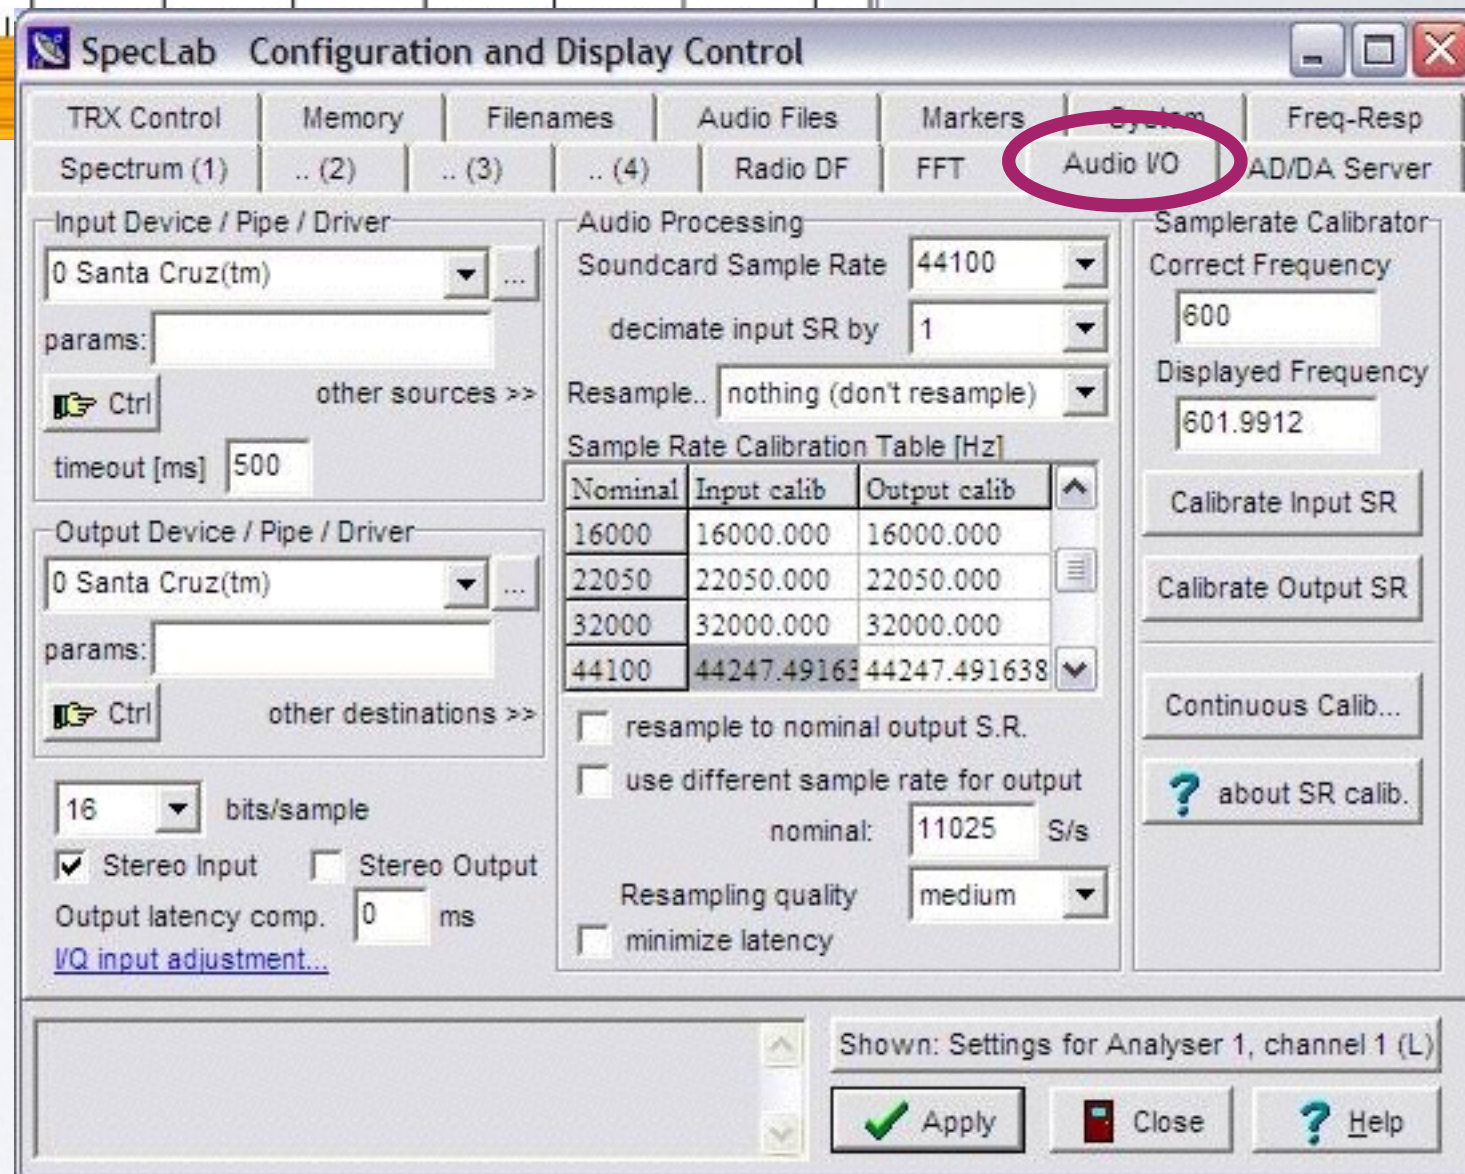 SpecLab Configuration and Display Control
TRX Control Memory Filenames Audio Files Markers System Freq-Resp
Spectrum (1) .. (2) .. (3) .. (4) Radio DF FFT Audio I/O AD/DA Server
Input Device / Pipe / Driver
0 Santa Cruz(tm) ...
params:
Ctrl other sources >>
timeout [ms] 500
Output Device / Pipe / Driver
0 Santa Cruz(tm) ...
params:
Ctrl other destinations >>
16 bits/sample
Stereo Input Stereo Output
Output latency comp. 0 ms
I/Q input adjustment...
Audio Processing
Soundcard Sample Rate 44100
decimate input SR by 1
Resample.. nothing (don't resample)
Sample Rate Calibration Table [Hz]
Nominal Input calib Output calib
16000 16000.000 16000.000
22050 22050.000 22050.000
32000 32000.000 32000.000
44100 44247.49163 44247.491638
resample to nominal output S.R.
use different sample rate for output
nominal: 11025 S/s
Resampling quality medium
minimize latency
Samplerate Calibrator
Correct Frequency
600
Displayed Frequency
601.9912
Calibrate Input SR
Calibrate Output SR
Continuous Calib...
? about SR calib.
Shown: Settings for Analyser 1, channel 1 (L)
Apply Close ? Help